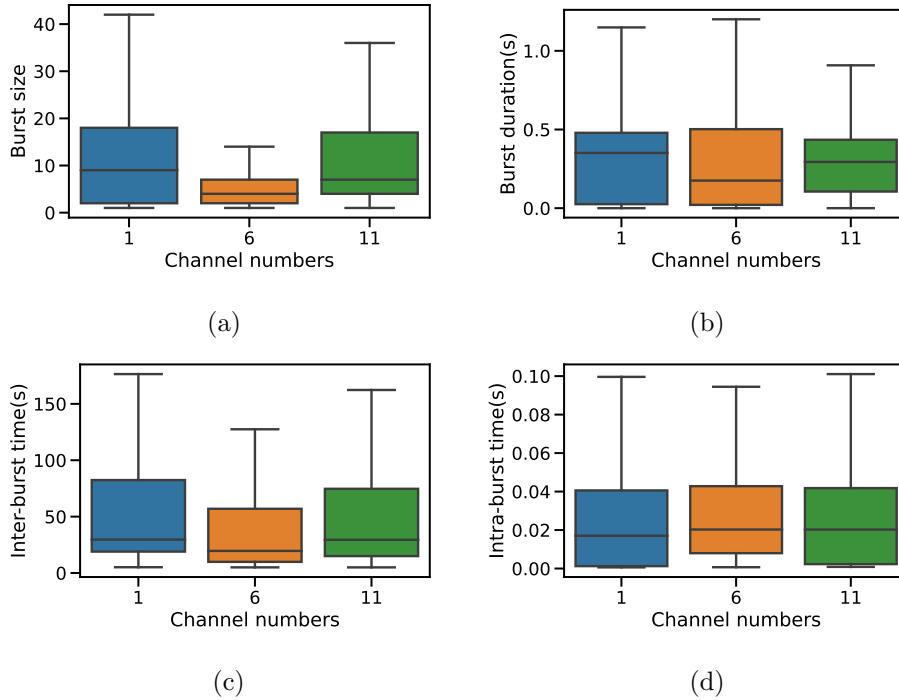 Burst size
40
30
20
10
0
1 6 11
Channel numbers
(a)
Burst duration(s)
1.0
0.5
0.0
1 6 11
Channel numbers
(b)
Inter-burst time(s)
150
100
50
0
1 6 11
Channel numbers
(c)
Intra-burst time(s)
0.10
0.08
0.06
0.04
0.02
0.00
1 6 11
Channel numbers
(d)